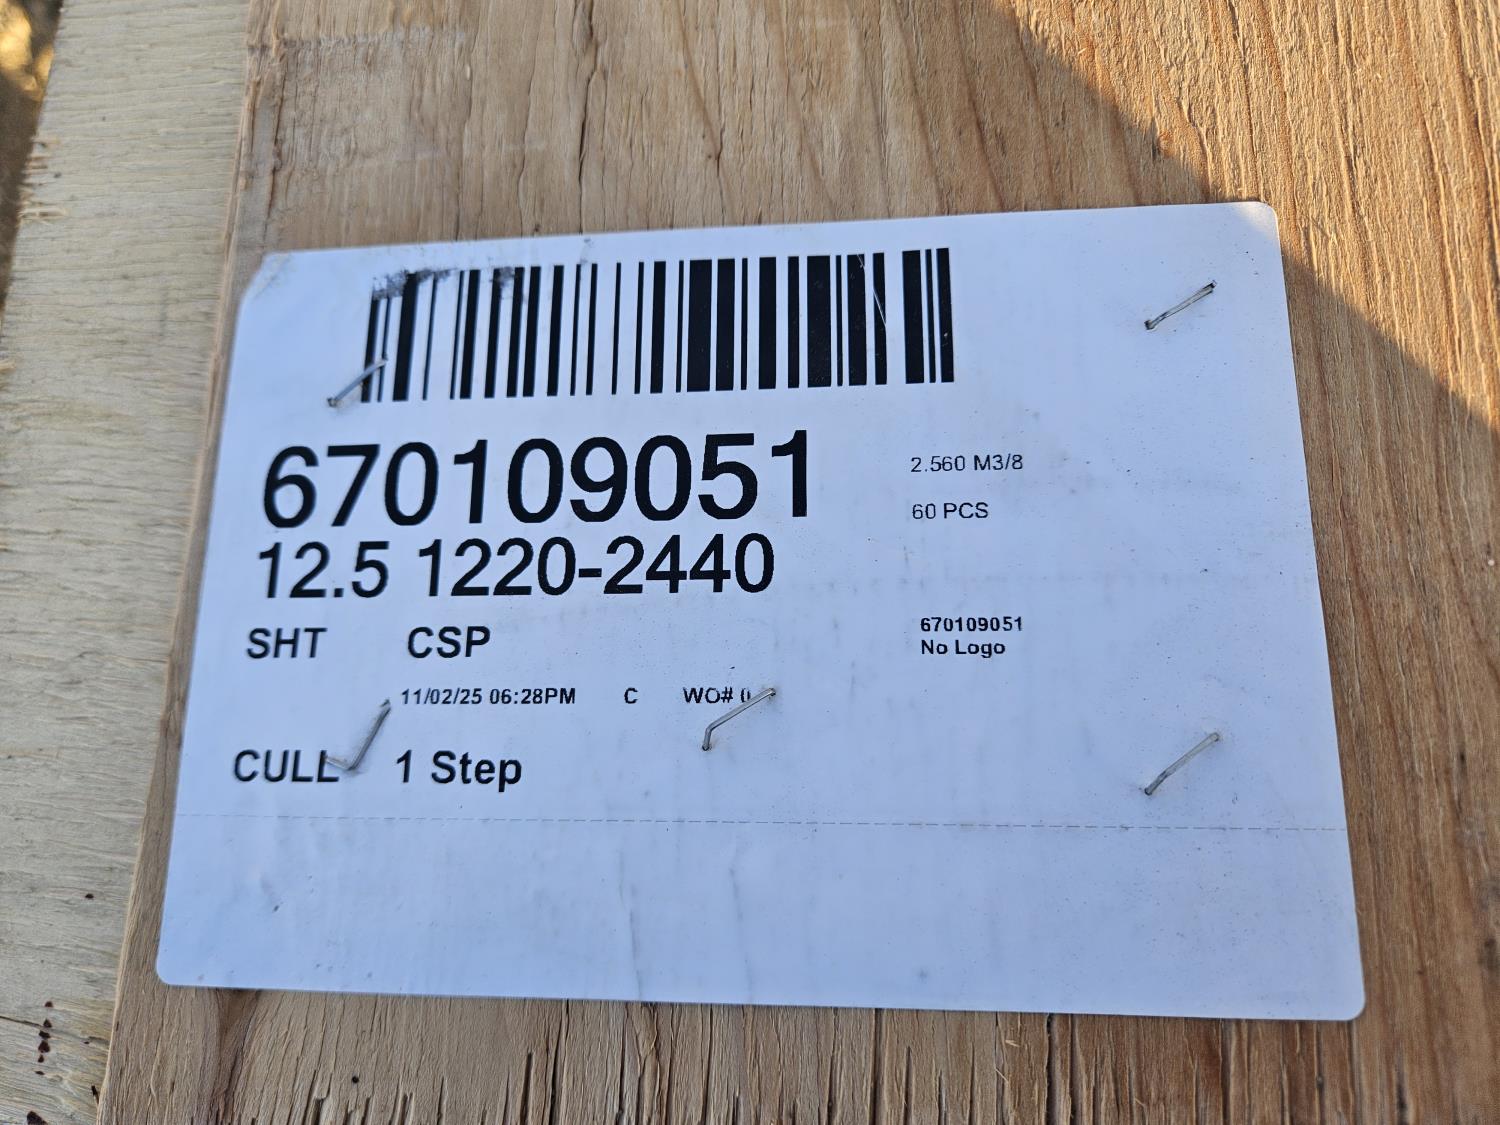 670109051
2.560 M3/8
60 PCS
12.5 1220-2440
SHT CSP
670109051
No Logo
11/02/25 06:28PM C WO# 0
CULL 1 Step